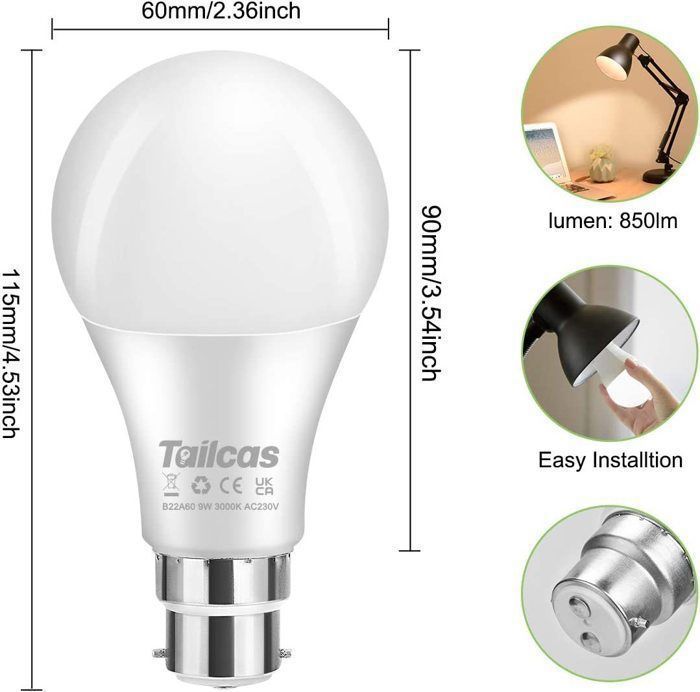 60mm/2.36inch
115mm/4.53inch
90mm/3.54inch
Tailcas
CE UK CA
B22A60 9W 3000K AC230V
lumen: 850lm
Easy Installtion